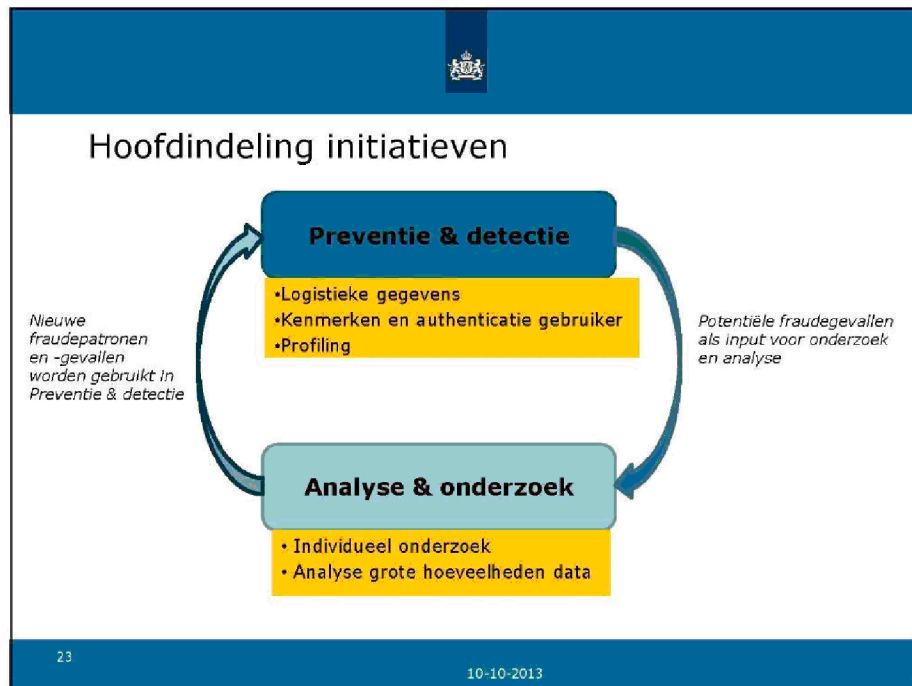 Hoofdindeling initiatieven
Preventie & detectie
•Logistieke gegevens
•Kenmerken en authenticatie gebruiker
•Profiling
Nieuwe
fraudepatronen
en -gevallen
worden gebruikt in
Preventie & detectie
Potentiële fraudegevallen
als input voor onderzoek
en analyse
Analyse & onderzoek
• Individueel onderzoek
• Analyse grote hoeveelheden data
23
10-10-2013